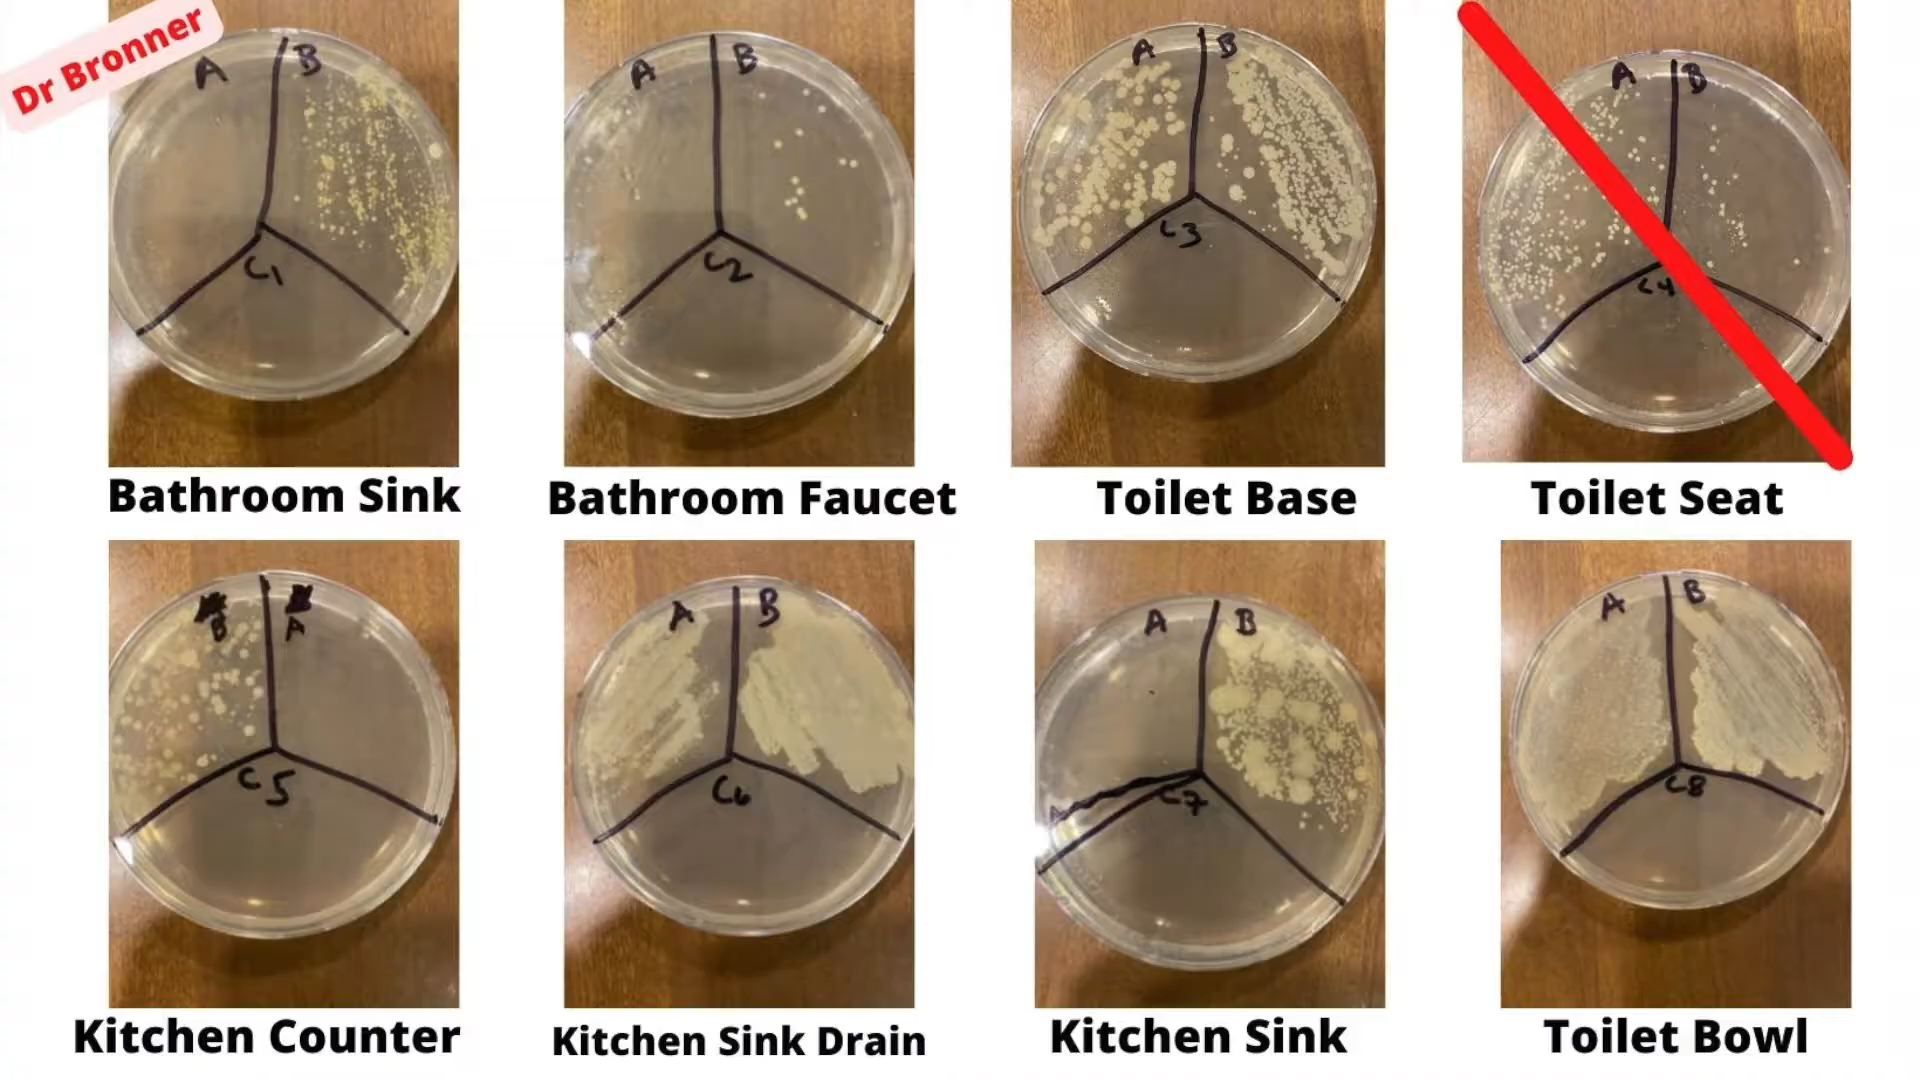 Dr Bronner
A B
C1
A B
C2
A B
C3
A B
C4
Bathroom Sink
Bathroom Faucet
Toilet Base
Toilet Seat
B A
C5
A B
C6
A B
C7
A B
C8
Kitchen Counter
Kitchen Sink Drain
Kitchen Sink
Toilet Bowl